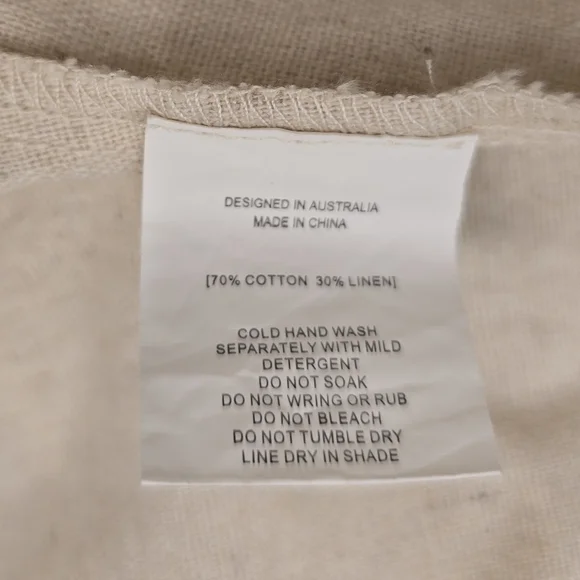 DESIGNED IN AUSTRALIA
MADE IN CHINA
[70% COTTON 30% LINEN]
COLD HAND WASH
SEPARATELY WITH MILD
DETERGENT
DO NOT SOAK
DO NOT WRING OR RUB
DO NOT BLEACH
DO NOT TUMBLE DRY
LINE DRY IN SHADE